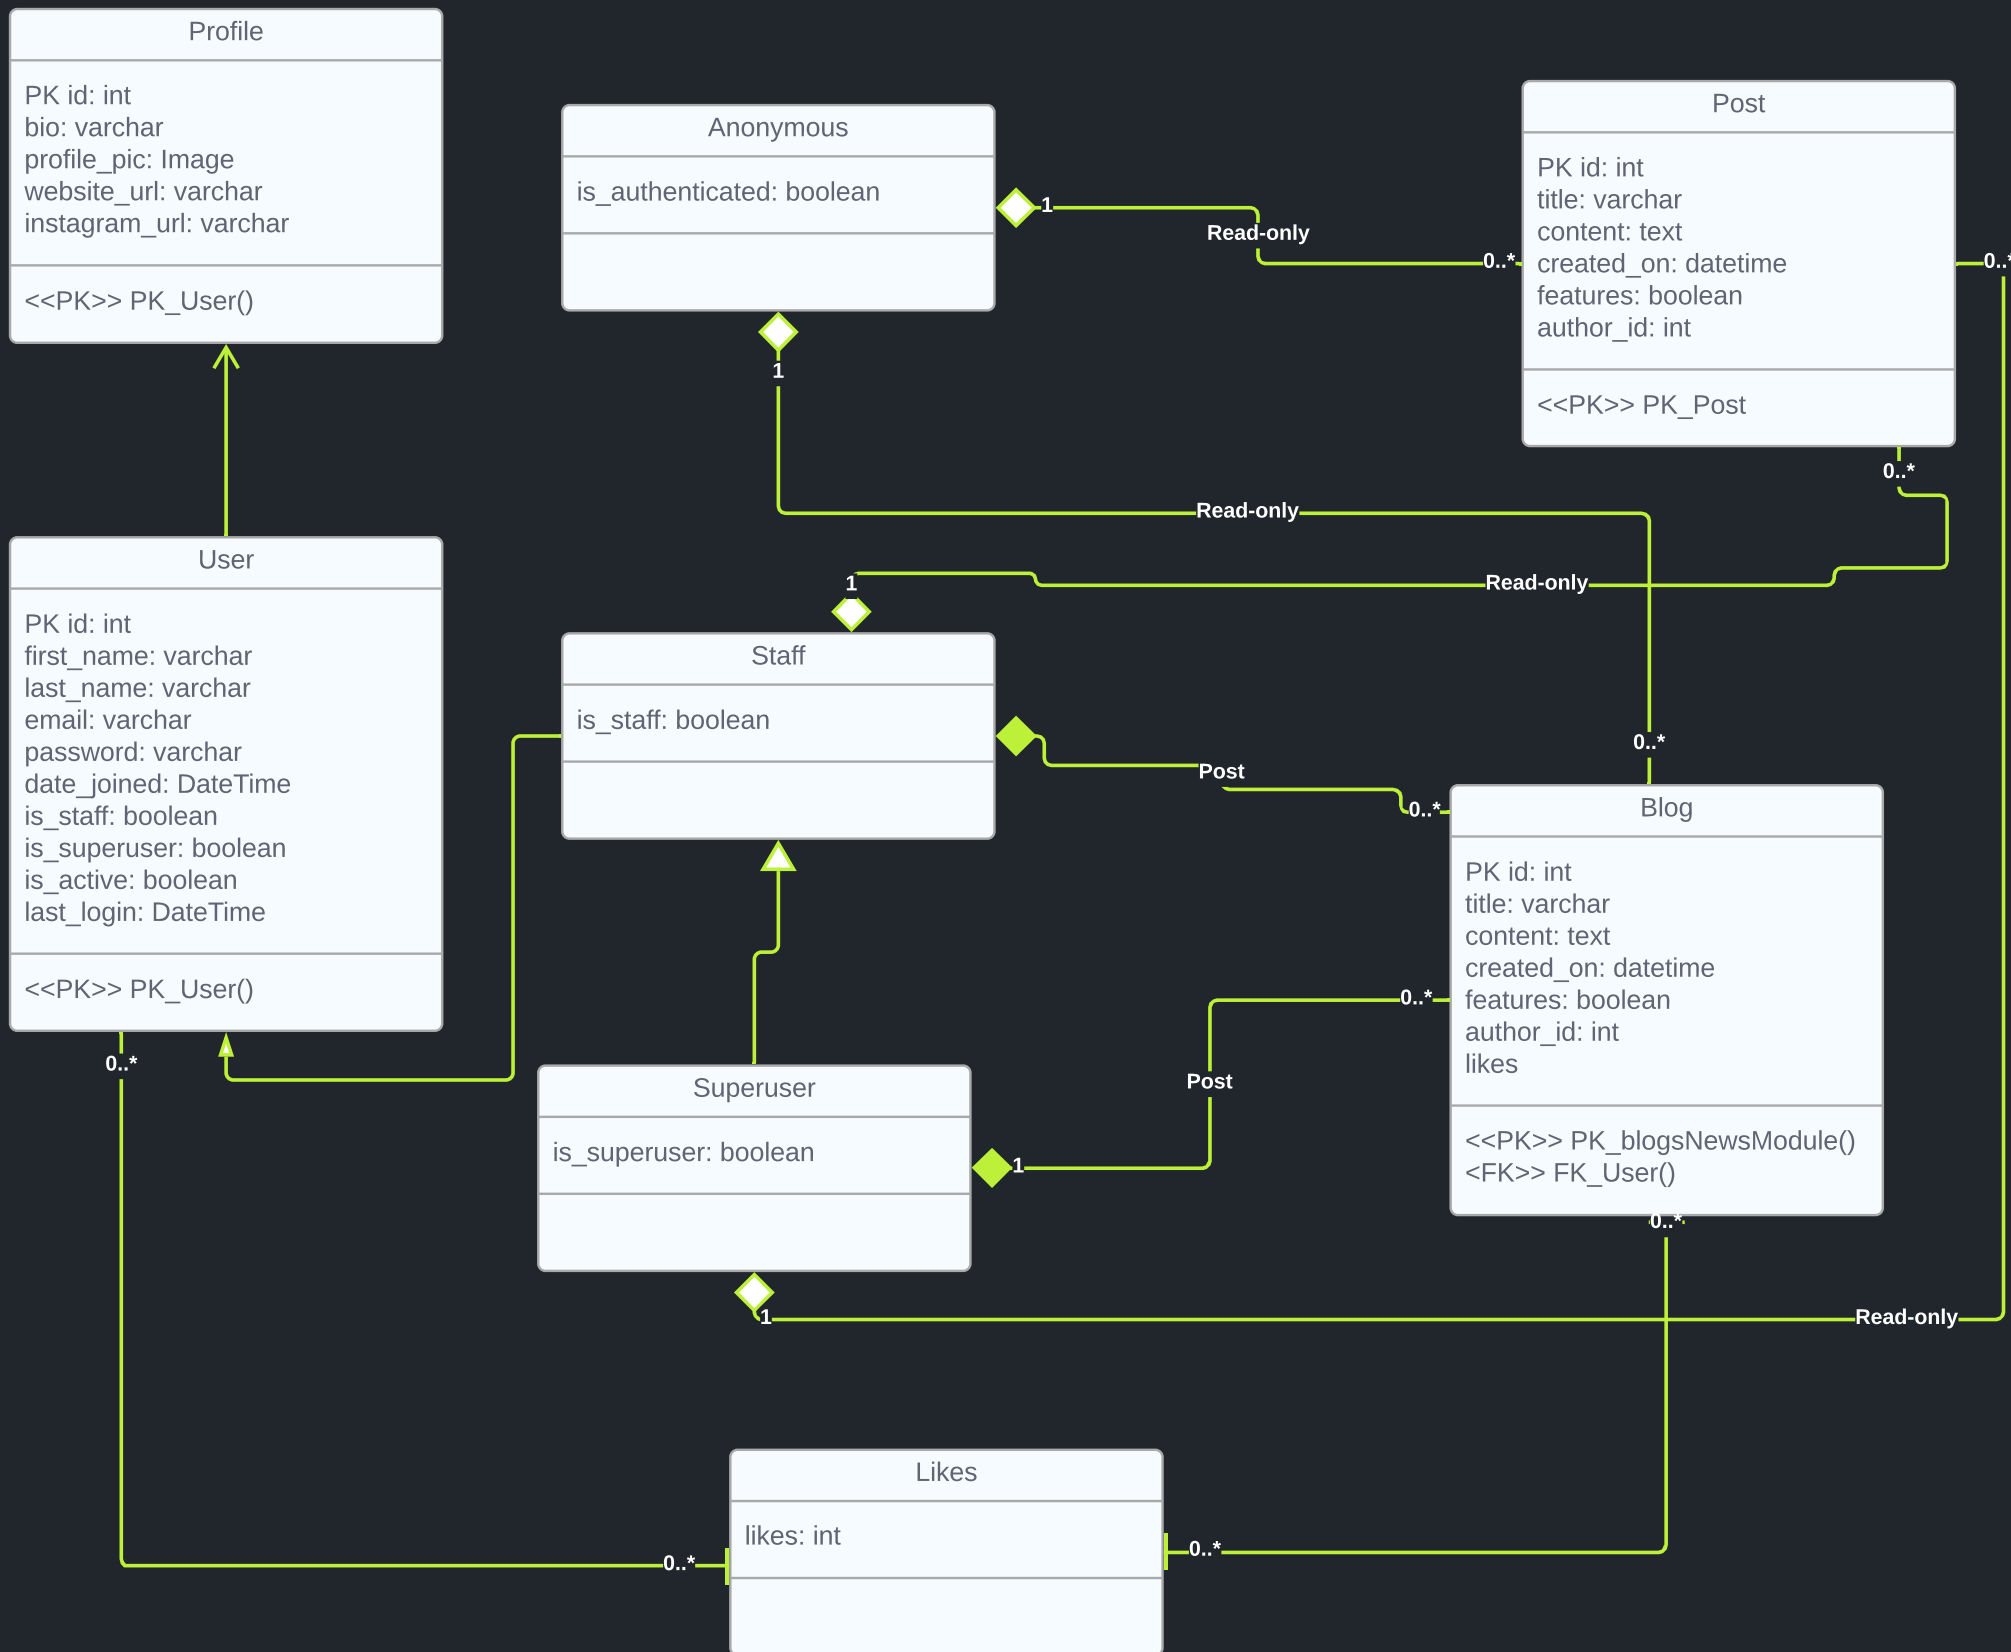 Profile
PK id: int
bio: varchar
profile_pic: Image
website_url: varchar
instagram_url: varchar
<<PK>> PK_User()
Anonymous
is_authenticated: boolean
1
Read-only
0..*
1
Read-only
0..*
Post
PK id: int
title: varchar
content: text
created_on: datetime
features: boolean
author_id: int
<<PK>> PK_Post
0..*
0..*
User
PK id: int
first_name: varchar
last_name: varchar
email: varchar
password: varchar
date_joined: DateTime
is_staff: boolean
is_superuser: boolean
is_active: boolean
last_login: DateTime
<<PK>> PK_User()
0..*
1
Read-only
Staff
is_staff: boolean
Post
0..*
Blog
PK id: int
title: varchar
content: text
created_on: datetime
features: boolean
author_id: int
likes
<<PK>> PK_blogsNewsModule()
<FK>> FK_User()
0..*
0..*
Post
Superuser
is_superuser: boolean
1
1
Read-only
Likes
likes: int
0..*
0..*